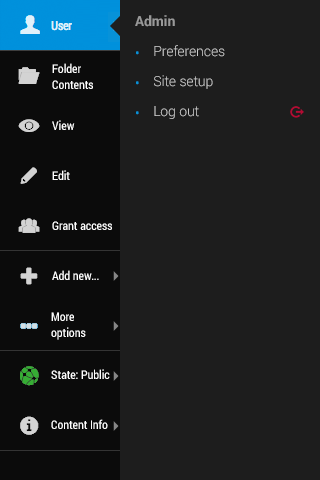 User
Folder
Contents
View
Edit
Grant access
Add new...
More
options
State: Public
Content Info
Admin
Preferences
Site setup
Log out